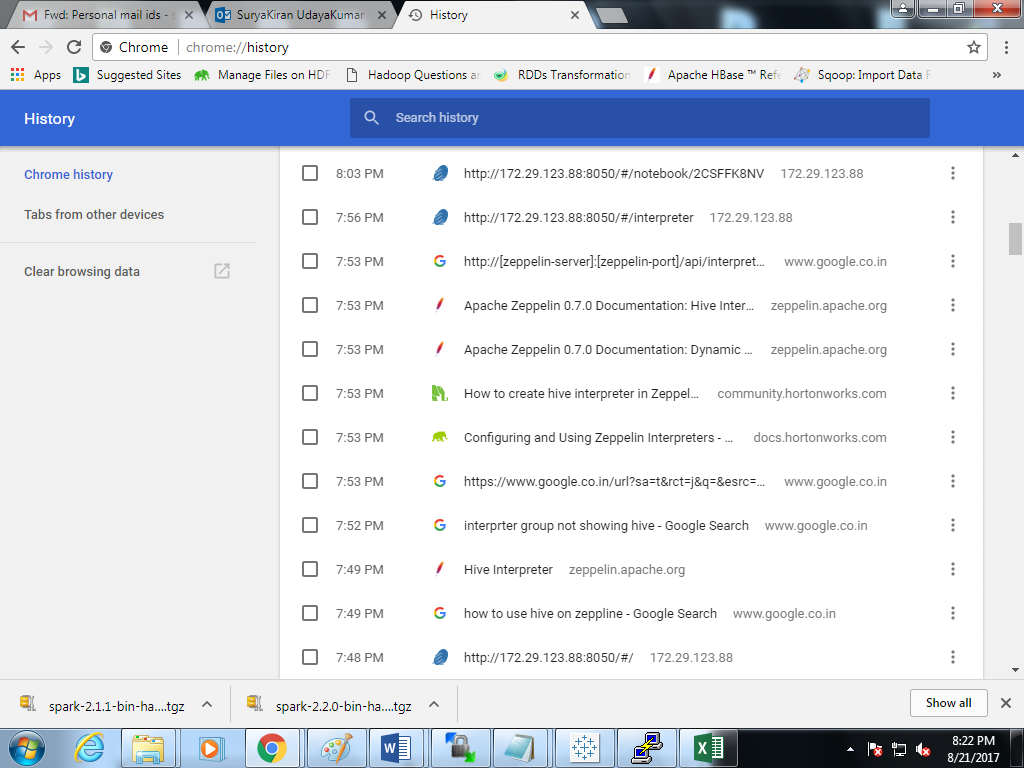 Fwd: Personal mail ids - s
SuryaKiran UdayaKumar
History
Chrome chrome://history
Apps Suggested Sites Manage Files on HDF Hadoop Questions an RDDs Transformation Apache HBase ™ Refe Sqoop: Import Data F »
History
Search history
Chrome history
Tabs from other devices
Clear browsing data
8:03 PM http://172.29.123.88:8050/#/notebook/2CSFFK8NV 172.29.123.88
7:56 PM http://172.29.123.88:8050/#/interpreter 172.29.123.88
7:53 PM http://[zeppelin-server]:[zeppelin-port]/api/interpret... www.google.co.in
7:53 PM Apache Zeppelin 0.7.0 Documentation: Hive Inter... zeppelin.apache.org
7:53 PM Apache Zeppelin 0.7.0 Documentation: Dynamic ... zeppelin.apache.org
7:53 PM How to create hive interpreter in Zeppel... community.hortonworks.com
7:53 PM Configuring and Using Zeppelin Interpreters - ... docs.hortonworks.com
7:53 PM https://www.google.co.in/url?sa=t&rct=j&q=&esrc=... www.google.co.in
7:52 PM interprter group not showing hive - Google Search www.google.co.in
7:49 PM Hive Interpreter zeppelin.apache.org
7:49 PM how to use hive on zeppline - Google Search www.google.co.in
7:48 PM http://172.29.123.88:8050/#/ 172.29.123.88
spark-2.1.1-bin-ha....tgz spark-2.2.0-bin-ha....tgz Show all
8:22 PM
8/21/2017